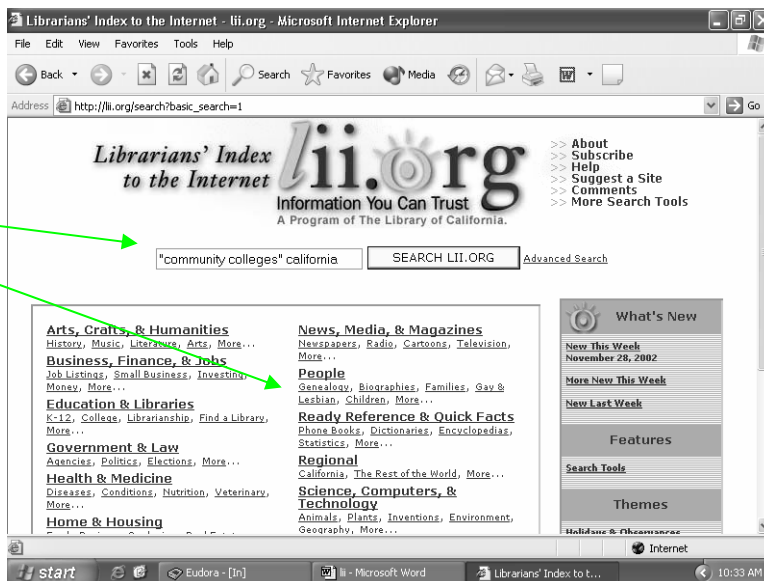 Librarians' Index to the Internet - lii.org - Microsoft Internet Explorer
File Edit View Favorites Tools Help
Back Search Favorites Media
Address http://lii.org/search?basic_search=1 Go
Librarians' Index
to the Internet
lii.org
Information You Can Trust
A Program of The Library of California.
>> About
>> Subscribe
>> Help
>> Suggest a Site
>> Comments
>> More Search Tools
"community colleges" california SEARCH LII.ORG Advanced Search
Arts, Crafts, & Humanities
History, Music, Literature, Arts, More...
Business, Finance, & Jobs
Job Listings, Small Business, Investing,
Money, More...
Education & Libraries
K-12, College, Librarianship, Find a Library,
More...
Government & Law
Agencies, Politics, Elections, More...
Health & Medicine
Diseases, Conditions, Nutrition, Veterinary,
More...
Home & Housing
News, Media, & Magazines
Newspapers, Radio, Cartoons, Television,
More...
People
Genealogy, Biographies, Families, Gay &
Lesbian, Children, More...
Ready Reference & Quick Facts
Phone Books, Dictionaries, Encyclopedias,
Statistics, More...
Regional
California, The Rest of the World, More...
Science, Computers, &
Technology
Animals, Plants, Inventions, Environment,
Geography, More...
What's New
New This Week
November 28, 2002
More New This Week
New Last Week
Features
Search Tools
Themes
Holidays & Observances
Internet
start Eudora - [In] lii - Microsoft Word Librarians' Index to t... 10:33 AM